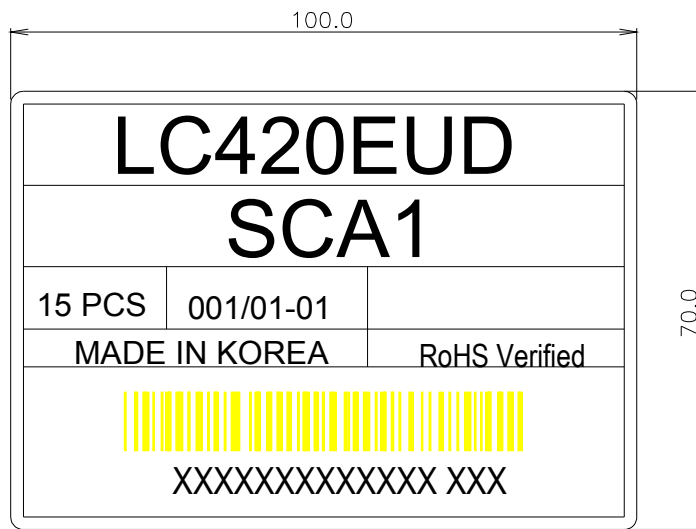 100.0
LC420EUD
SCA1
15 PCS 001/01-01
MADE IN KOREA RoHS Verified
XXXXXXXXXXXXX XXX
70.0